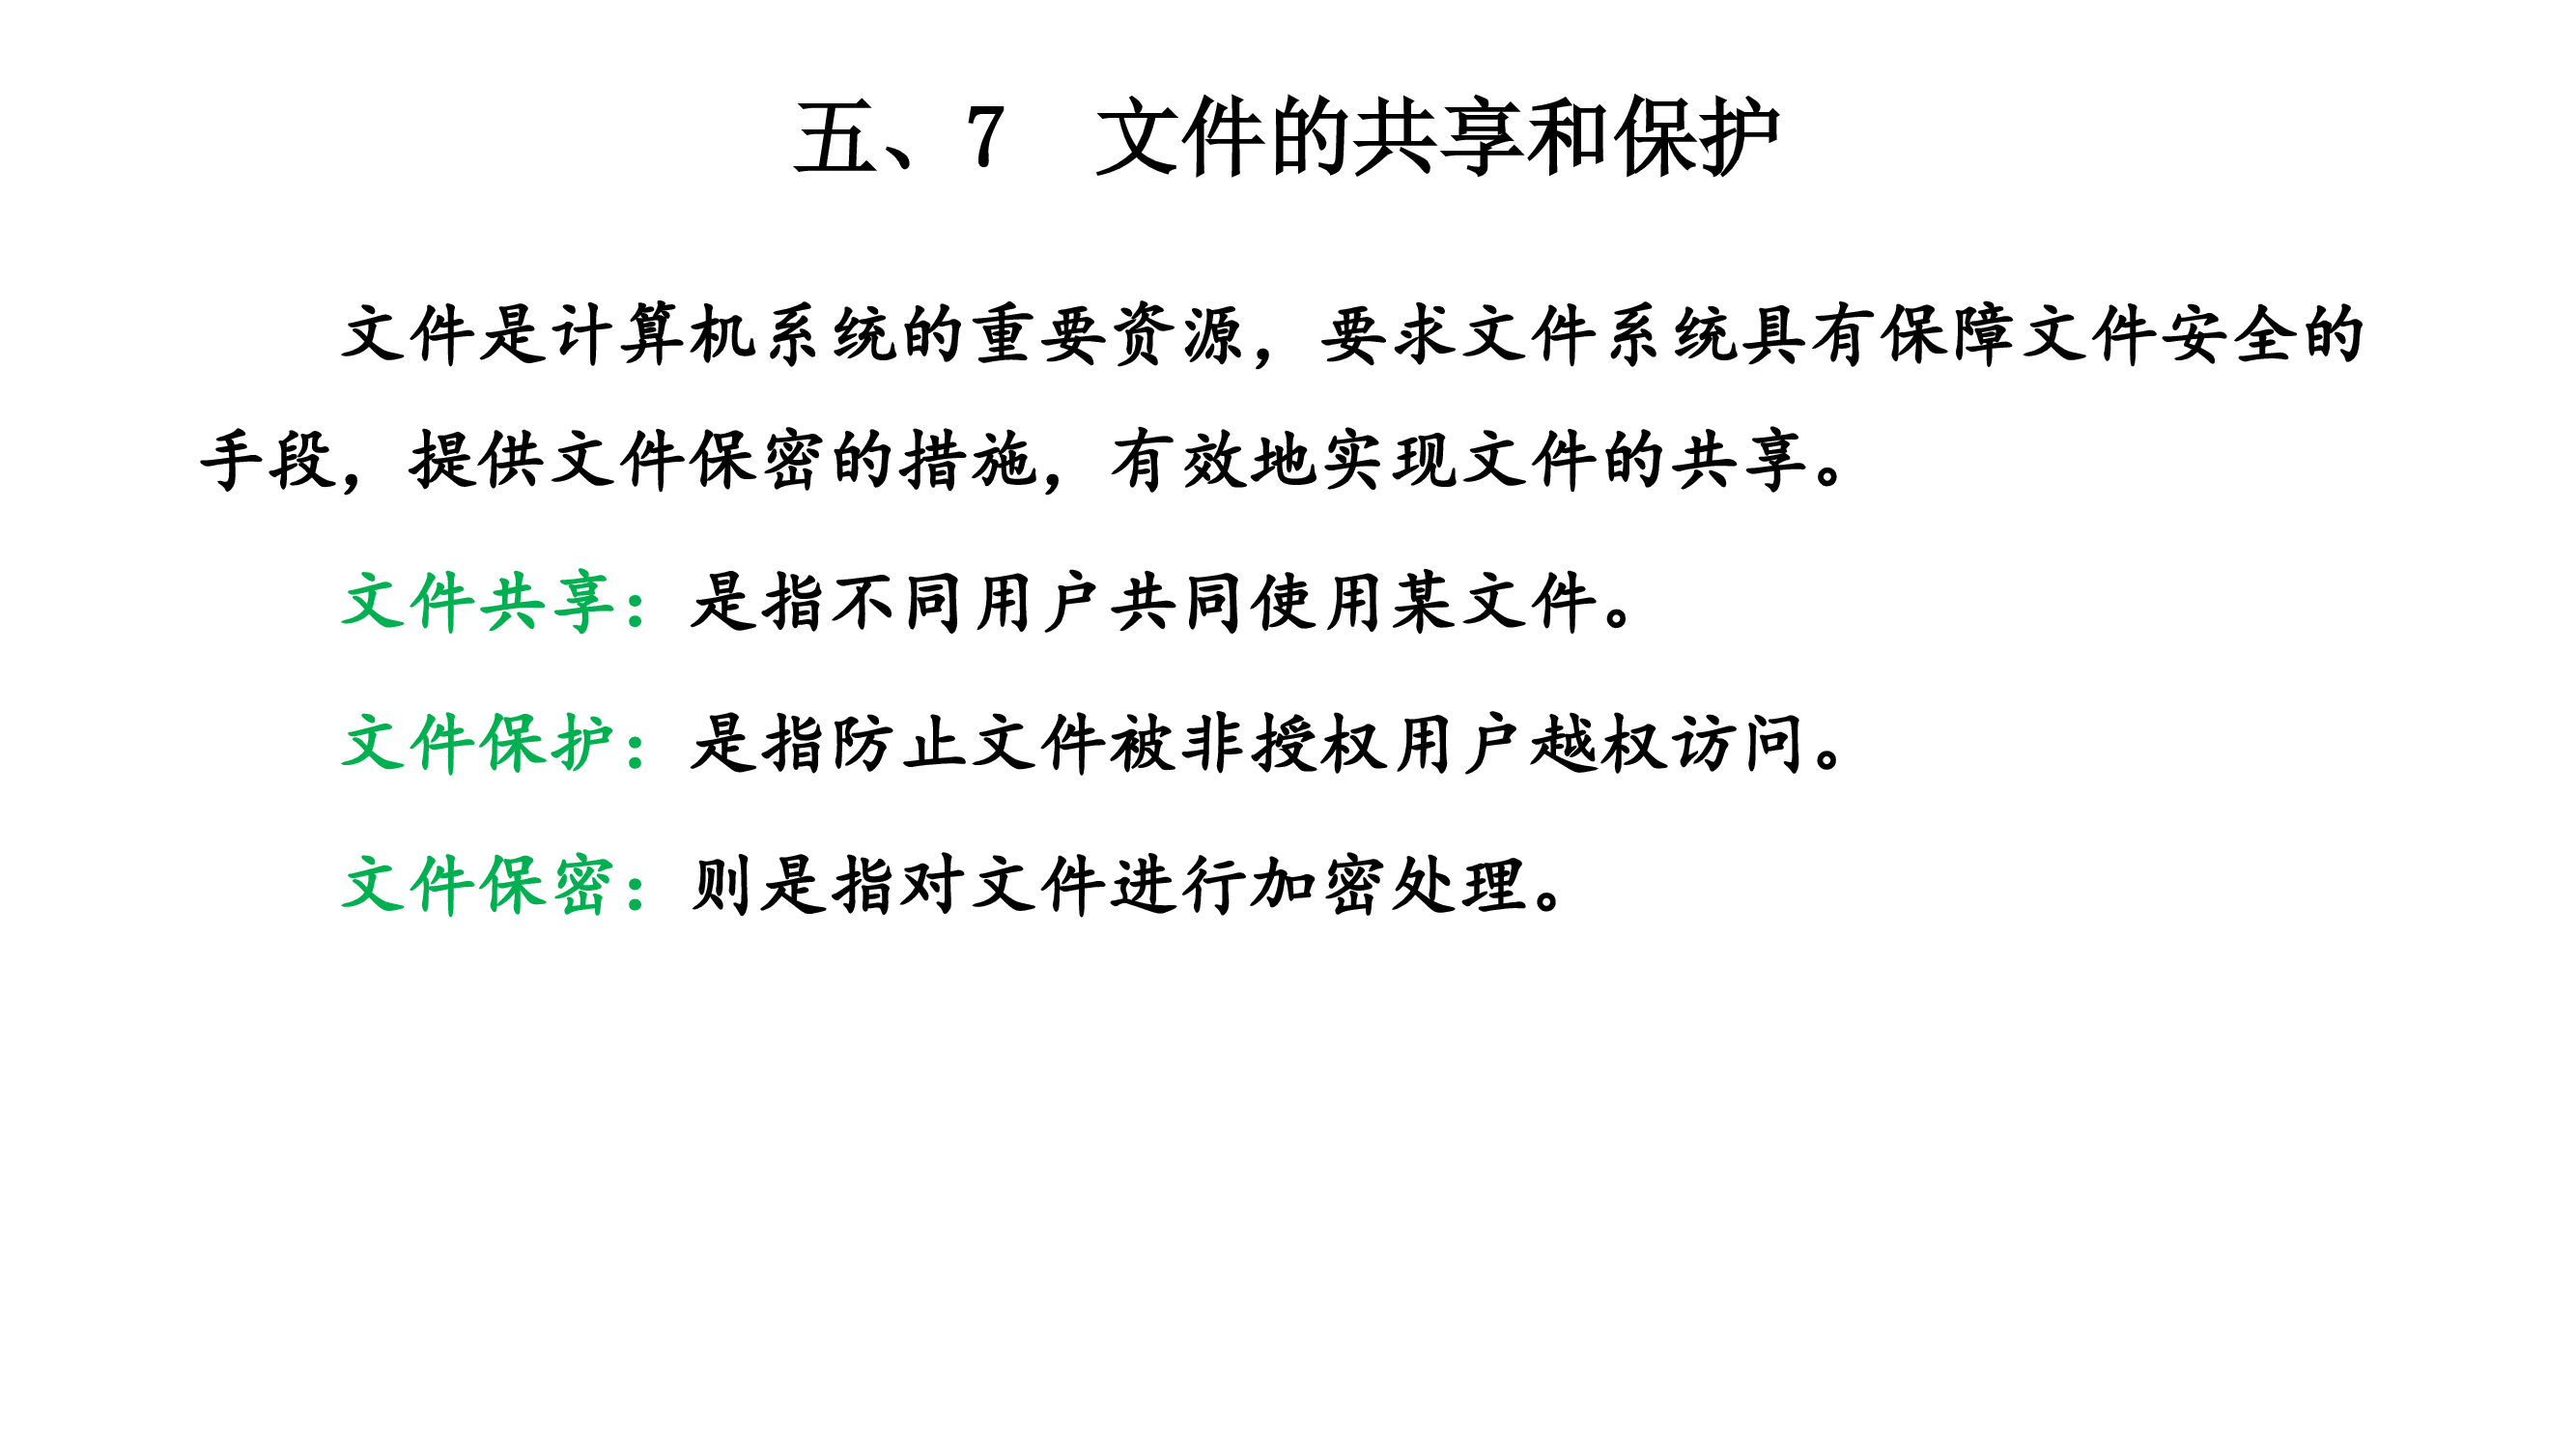 五、7 文件的共享和保护
文件是计算机系统的重要资源，要求文件系统具有保障文件安全的
手段，提供文件保密的措施，有效地实现文件的共享。
文件共享：是指不同用户共同使用某文件。
文件保护：是指防止文件被非授权用户越权访问。
文件保密：则是指对文件进行加密处理。